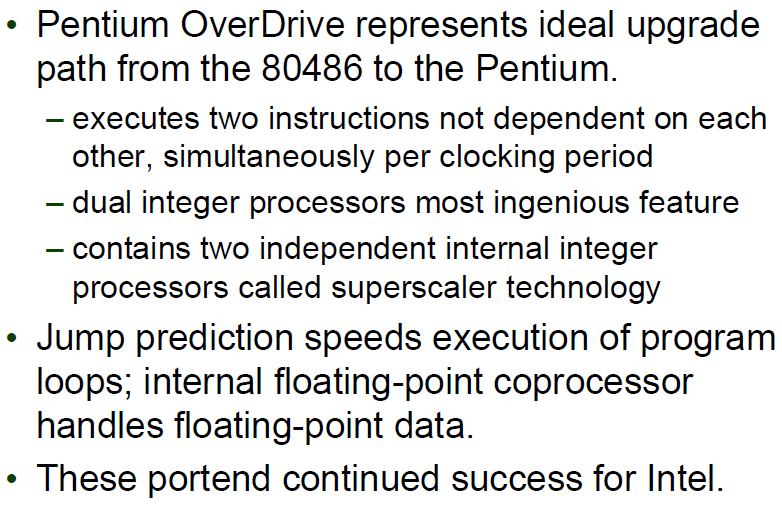 • Pentium OverDrive represents ideal upgrade
path from the 80486 to the Pentium.
– executes two instructions not dependent on each
other, simultaneously per clocking period
– dual integer processors most ingenious feature
– contains two independent internal integer
processors called superscaler technology
• Jump prediction speeds execution of program
loops; internal floating-point coprocessor
handles floating-point data.
• These portend continued success for Intel.